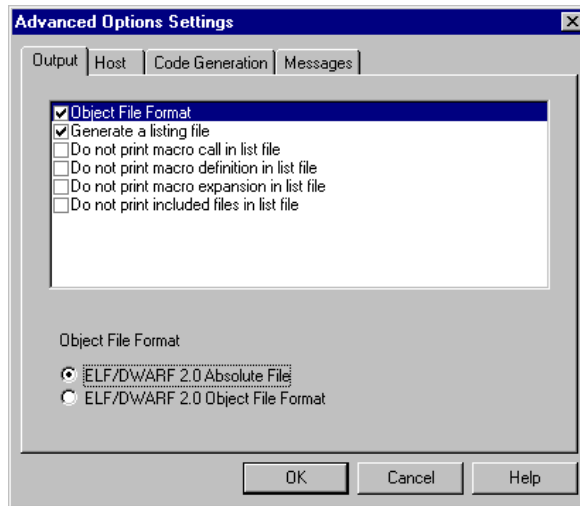 Advanced Options Settings
Output Host Code Generation Messages
Object File Format
Generate a listing file
Do not print macro call in list file
Do not print macro definition in list file
Do not print macro expansion in list file
Do not print included files in list file
Object File Format
ELF/DWARF 2.0 Absolute File
ELF/DWARF 2.0 Object File Format
OK Cancel Help